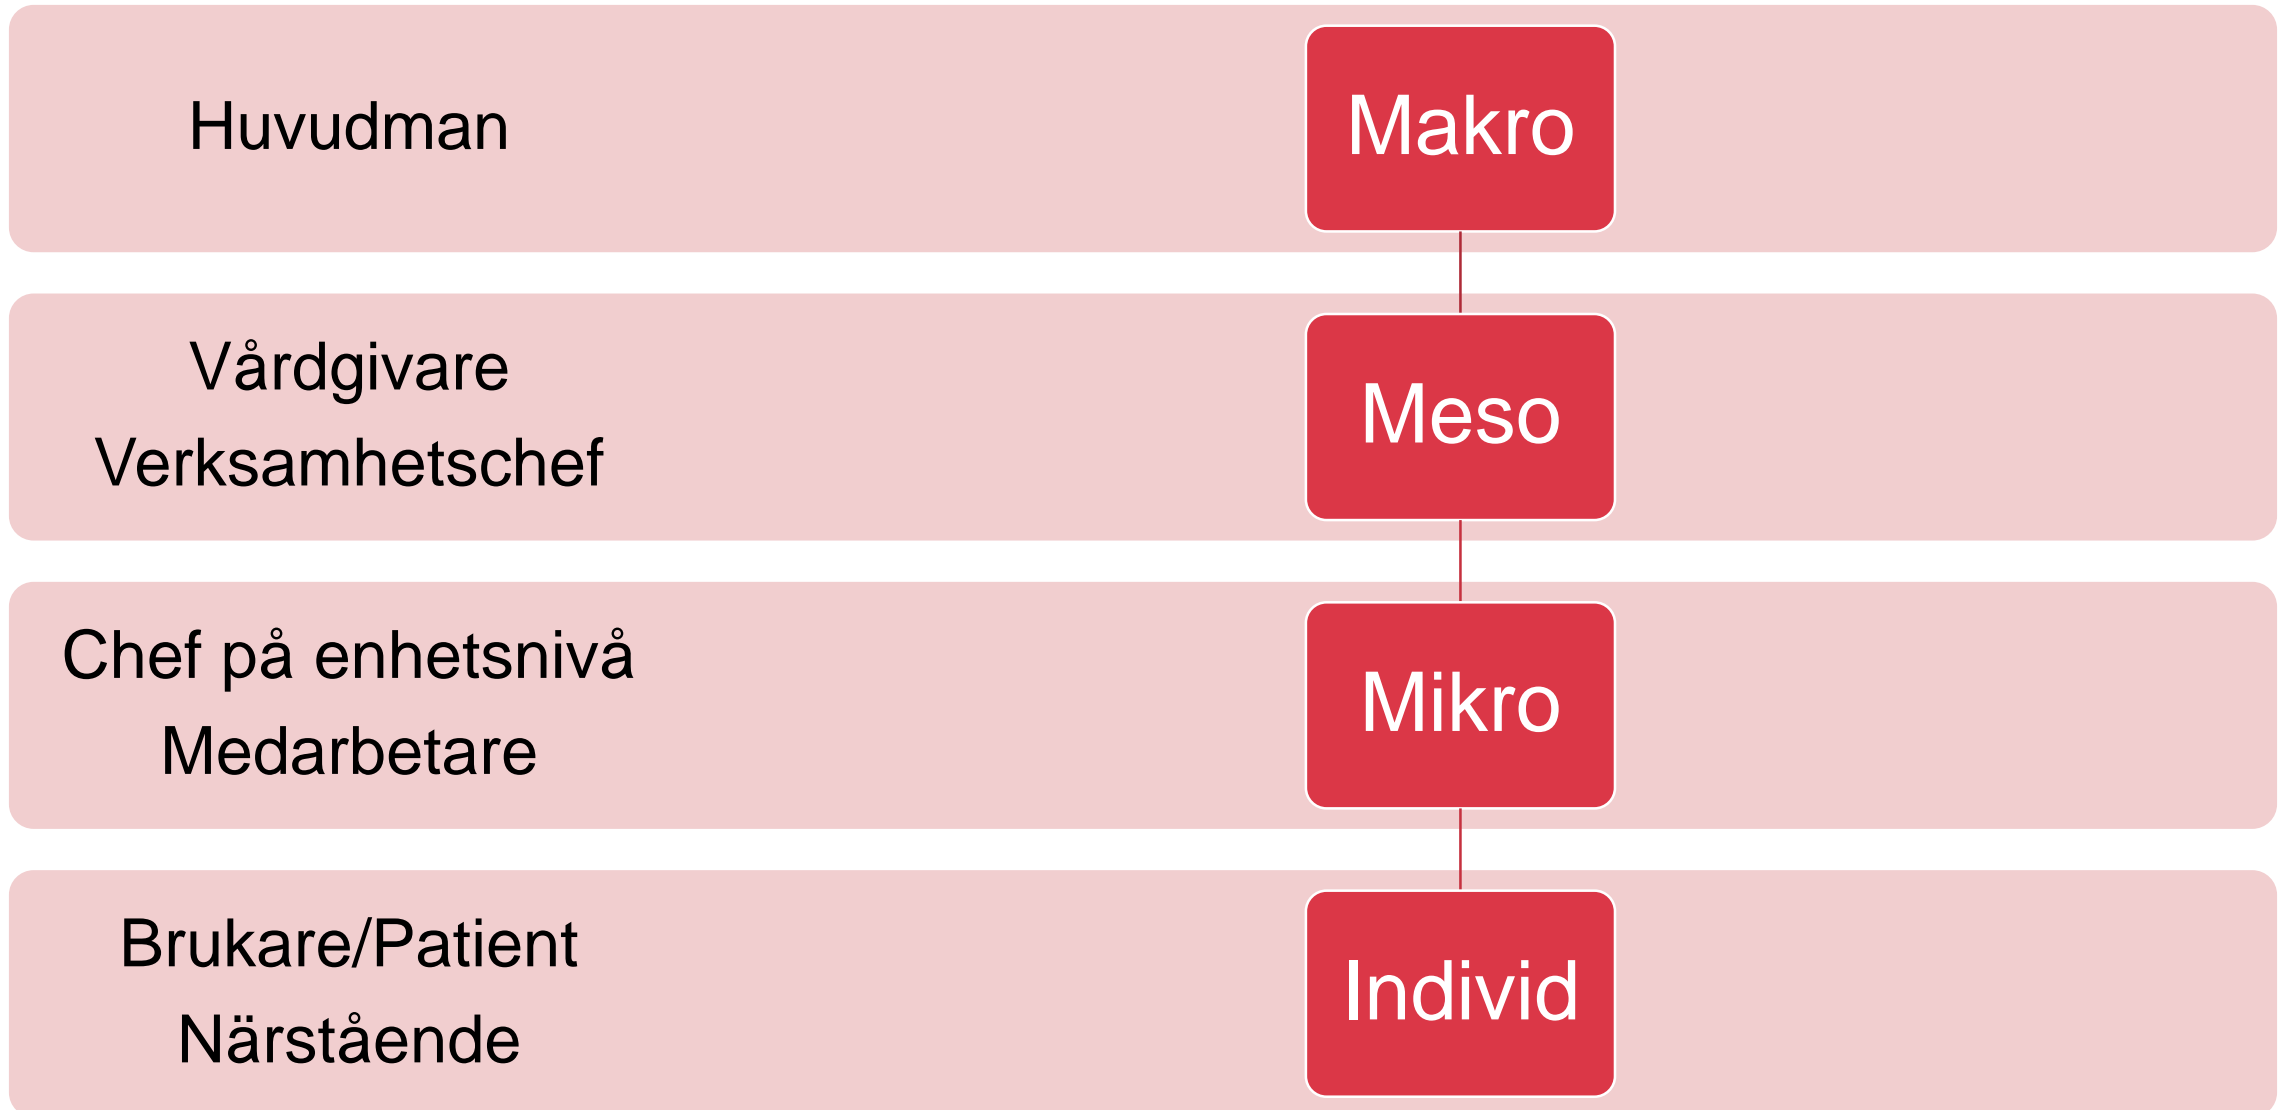 Huvudman
Makro
Vårdgivare
Verksamhetschef
Meso
Chef på enhetsnivå
Medarbetare
Mikro
Brukare/Patient
Närstående
Individ